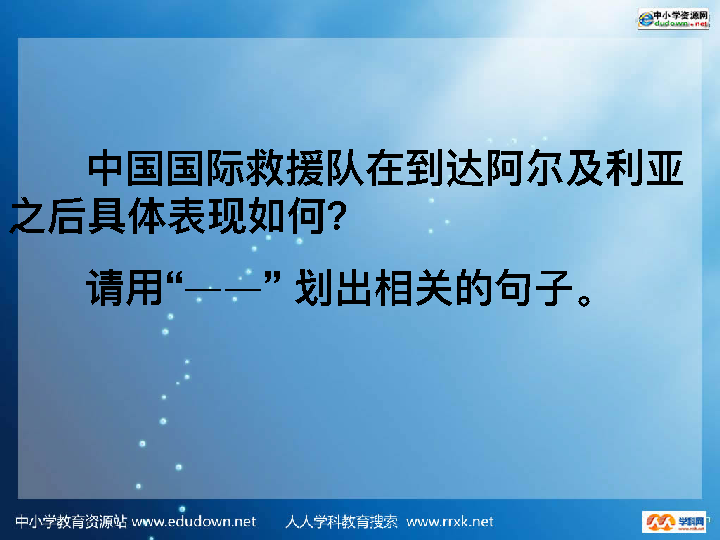 中小学资源网
edudown.net
中国国际救援队在到达阿尔及利亚
之后具体表现如何?
请用“——” 划出相关的句子。
中小学教育资源站 www.edudown.net 人人学科教育搜索 www.rrxk.net
学科网